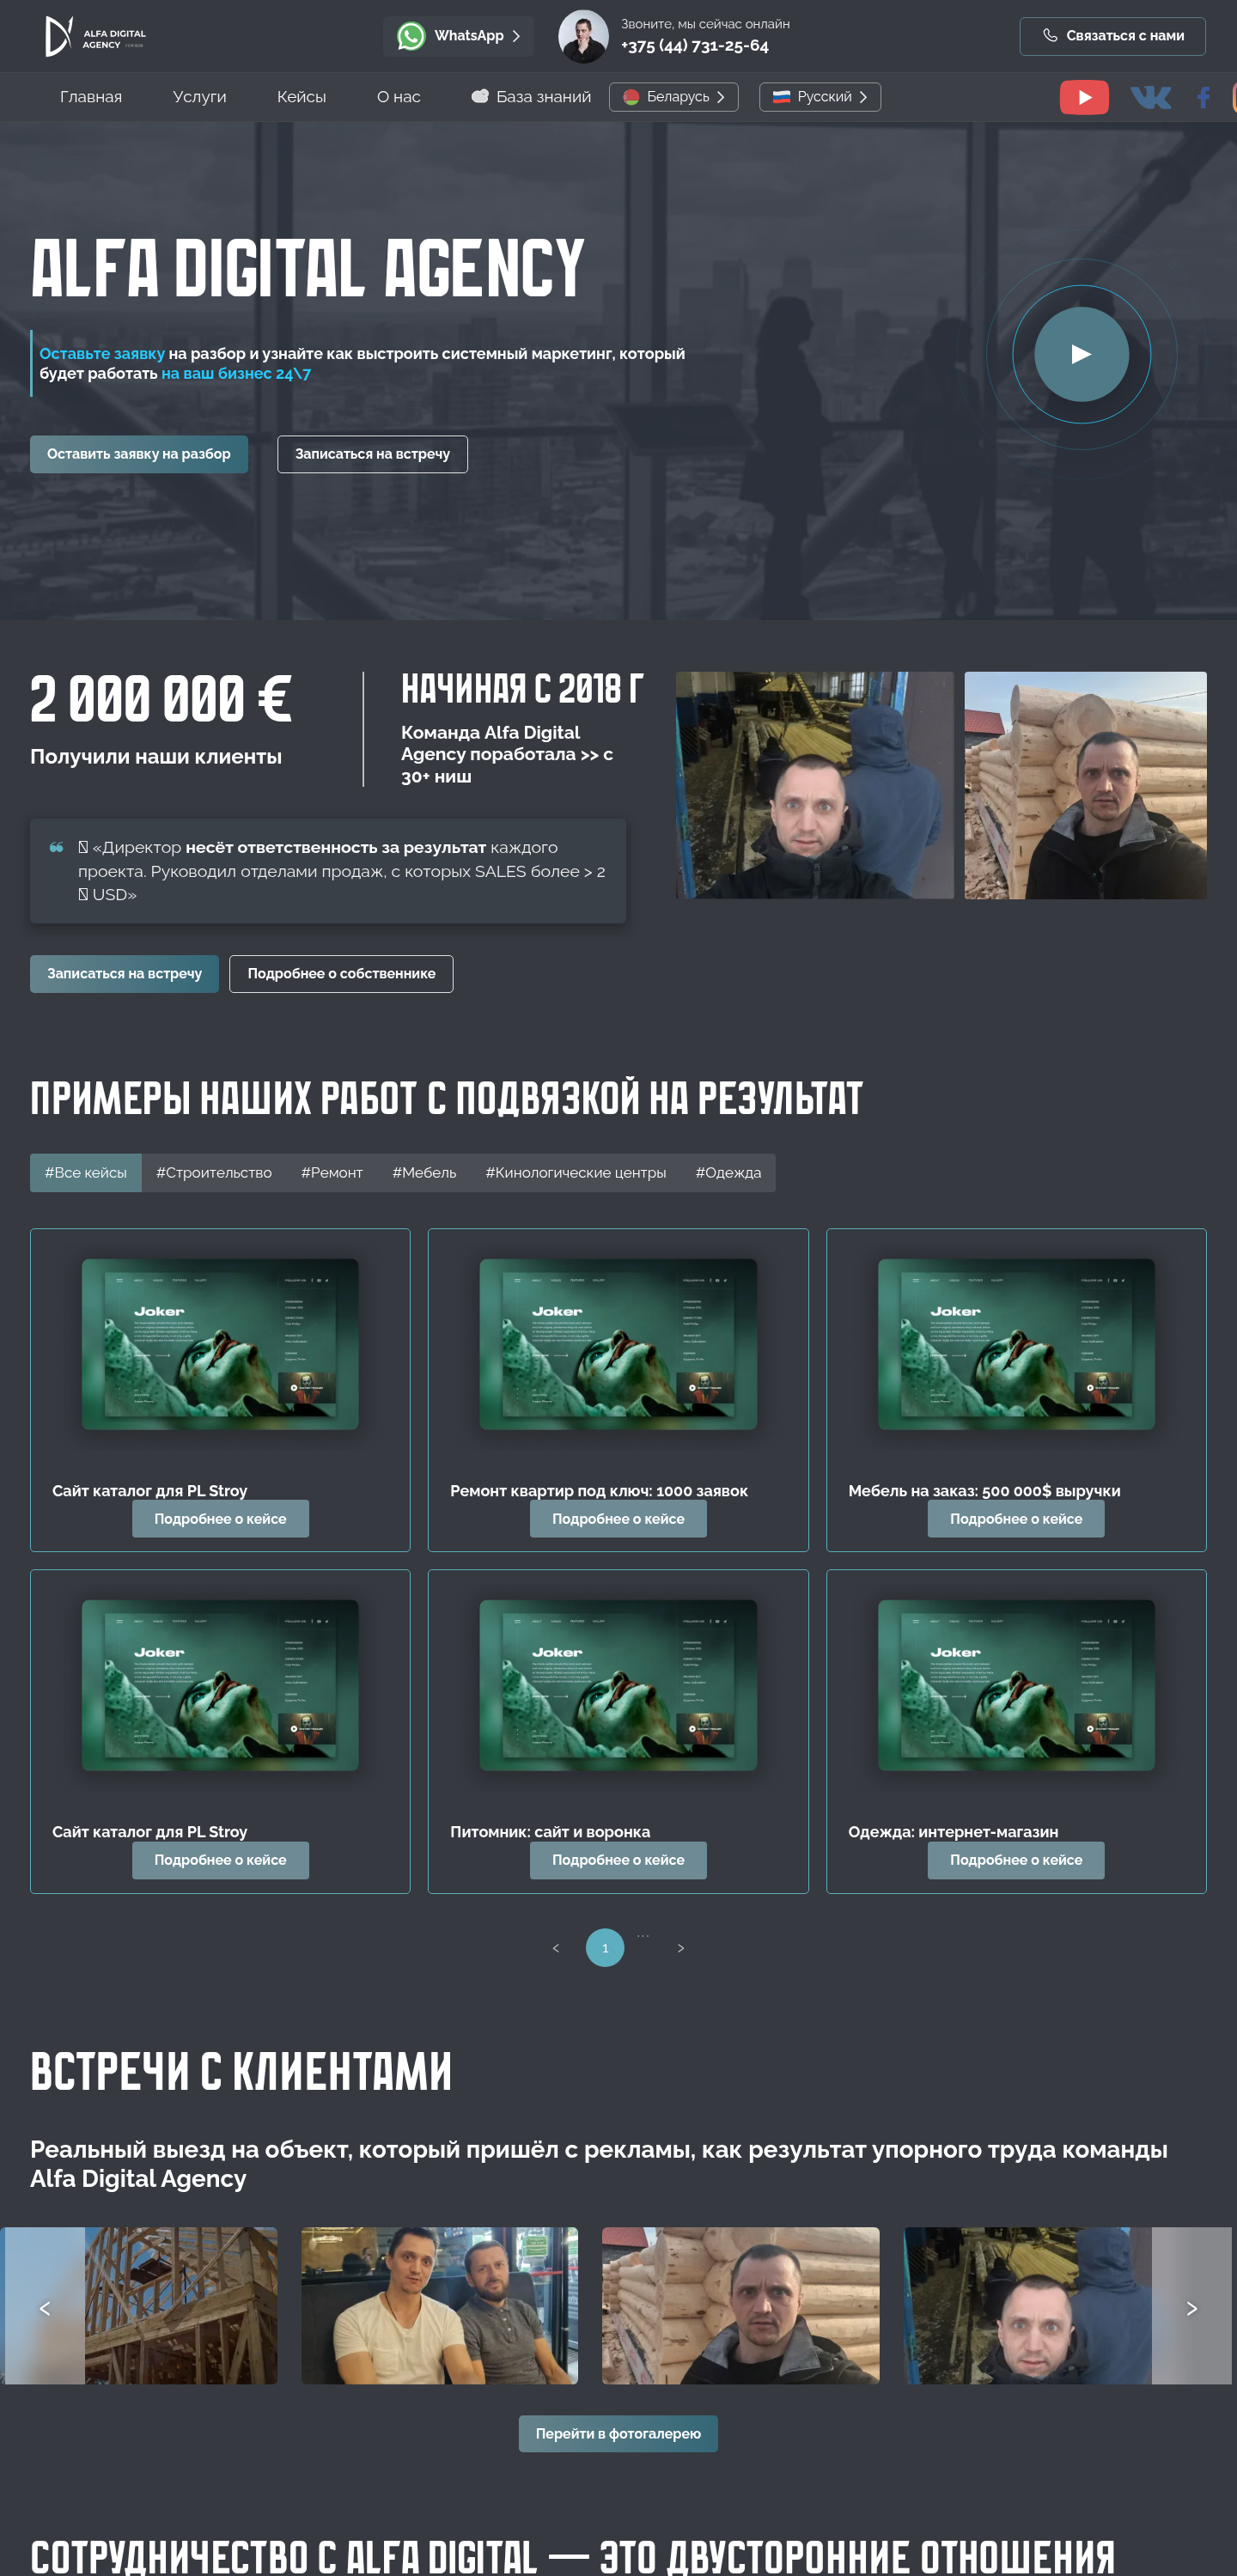 ALFA DIGITAL
AGENCY
WhatsApp
Звоните, мы сейчас онлайн
+375 (44) 731-25-64
Связаться с нами
Главная
Услуги
Кейсы
О нас
База знаний
Беларусь
Русский
ALFA DIGITAL AGENCY
Оставьте заявку на разбор и узнайте как выстроить системный маркетинг, который
будет работать на ваш бизнес 24\7
Оставить заявку на разбор
Записаться на встречу
2 000 000 €
Получили наши клиенты
НАЧИНАЯ С 2018 Г
Команда Alfa Digital
Agency поработала >> с
30+ ниш
«Директор несёт ответственность за результат каждого
проекта. Руководил отделами продаж, с которых SALES более > 2
USD»
Записаться на встречу
Подробнее о собственнике
ПРИМЕРЫ НАШИХ РАБОТ С ПОДВЯЗКОЙ НА РЕЗУЛЬТАТ
#Все кейсы
#Строительство
#Ремонт
#Мебель
#Кинологические центры
#Одежда
Joker
Joker
Joker
Сайт каталог для PL Stroy
Ремонт квартир под ключ: 1000 заявок
Мебель на заказ: 500 000$ выручки
Подробнее о кейсе
Подробнее о кейсе
Подробнее о кейсе
Joker
Joker
Joker
Сайт каталог для PL Stroy
Питомник: сайт и воронка
Одежда: интернет-магазин
Подробнее о кейсе
Подробнее о кейсе
Подробнее о кейсе
< 1 ... >
ВСТРЕЧИ С КЛИЕНТАМИ
Реальный выезд на объект, который пришёл с рекламы, как результат упорного труда команды
Alfa Digital Agency
< >
Перейти в фотогалерею
СОТРУДНИЧЕСТВО С ALFA DIGITAL — ЭТО ДВУСТОРОННИЕ ОТНОШЕНИЯ